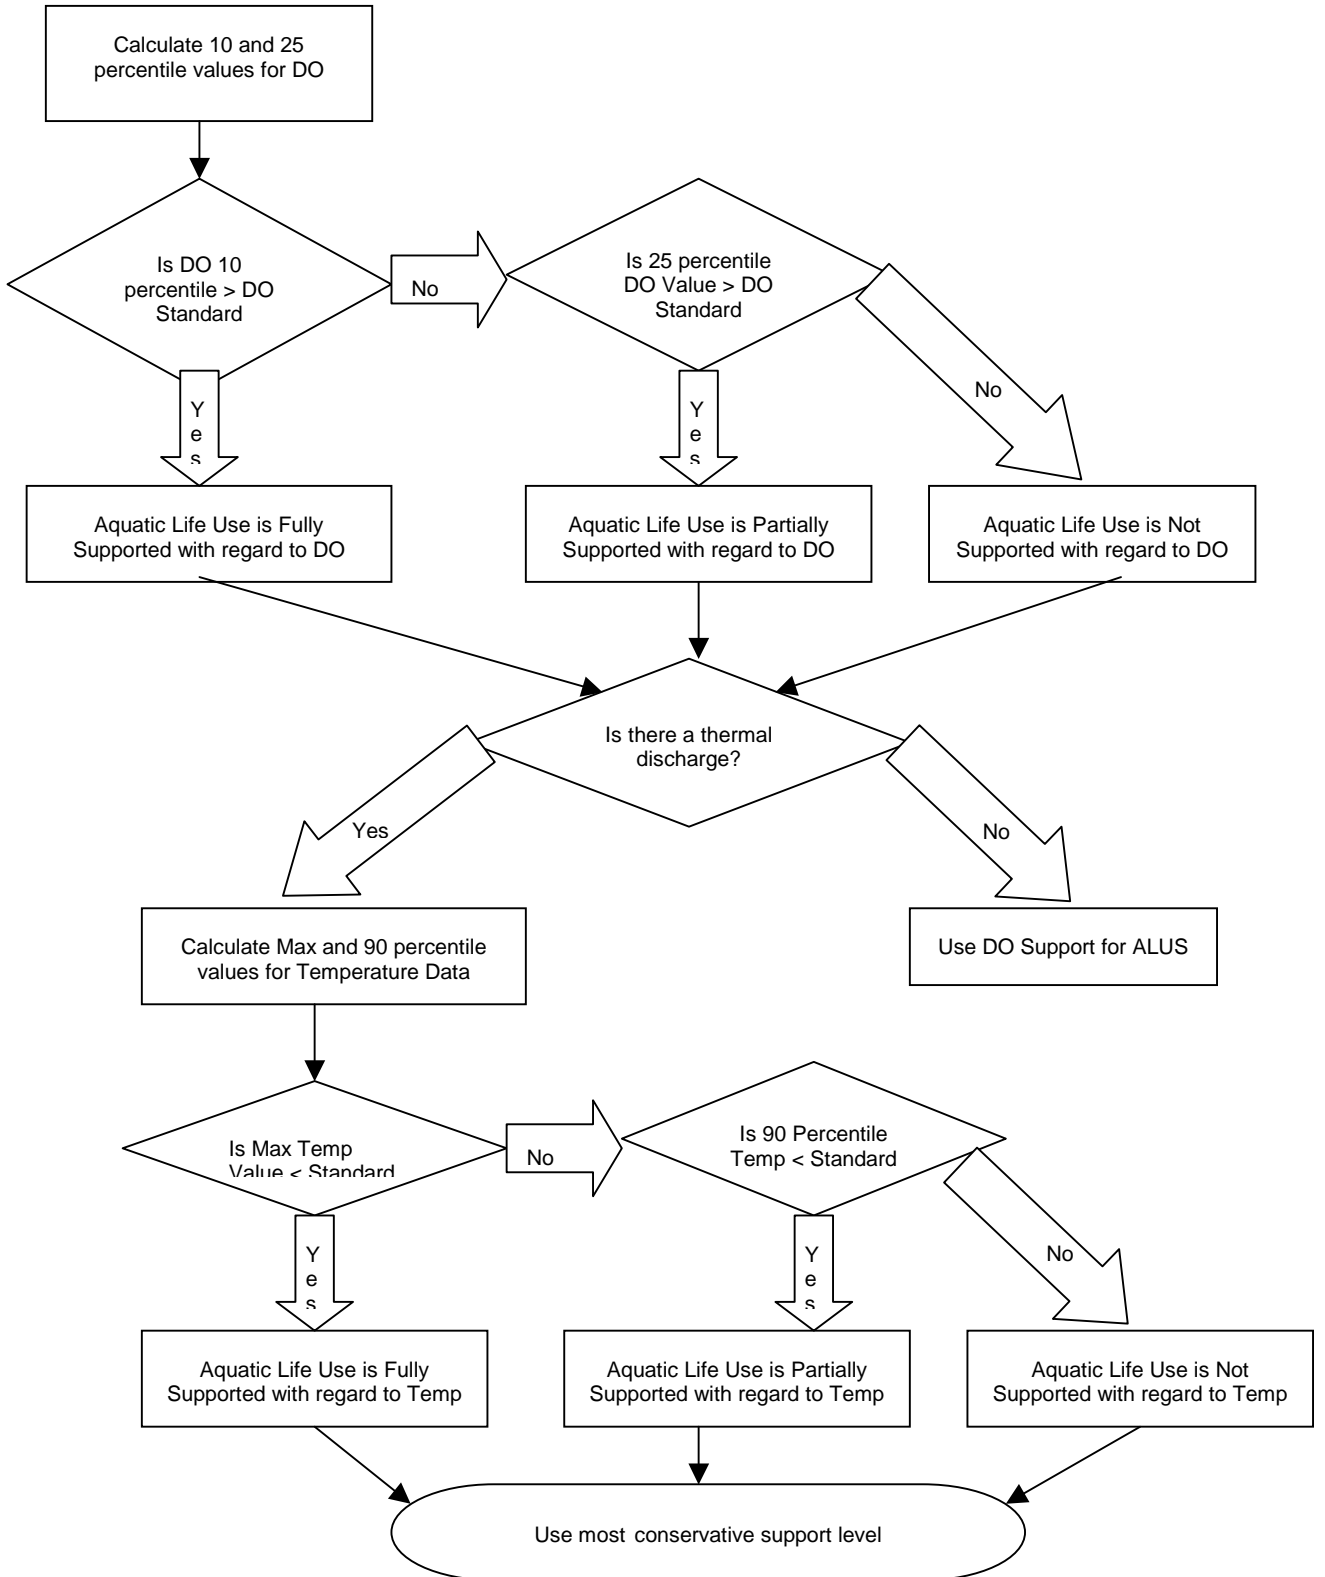 Calculate 10 and 25
percentile values for DO
Is DO 10
percentile > DO
Standard
No
Is 25 percentile
DO Value > DO
Standard
No
Y
e
s
Y
e
s
Aquatic Life Use is Fully
Supported with regard to DO
Aquatic Life Use is Partially
Supported with regard to DO
Aquatic Life Use is Not
Supported with regard to DO
Is there a thermal
discharge?
Yes
No
Calculate Max and 90 percentile
values for Temperature Data
Use DO Support for ALUS
Is Max Temp
Value < Standard
No
Is 90 Percentile
Temp < Standard
No
Y
e
s
Y
e
s
Aquatic Life Use is Fully
Supported with regard to Temp
Aquatic Life Use is Partially
Supported with regard to Temp
Aquatic Life Use is Not
Supported with regard to Temp
Use most conservative support level